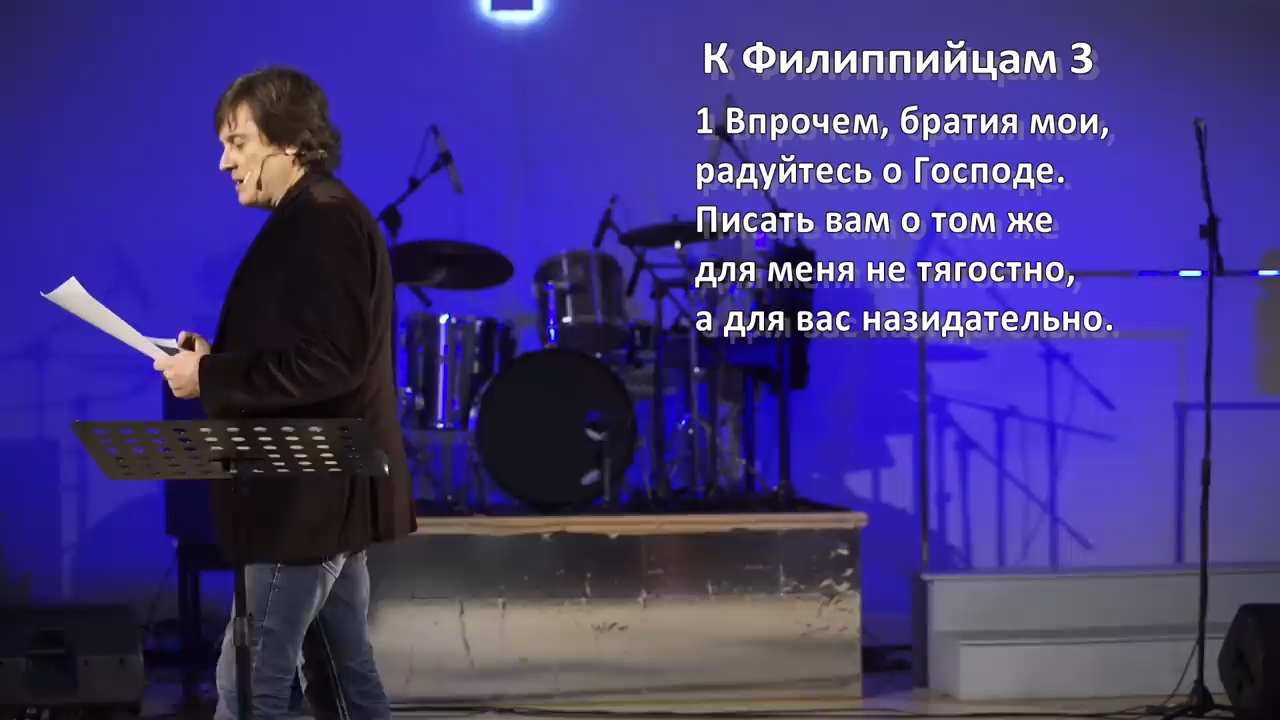 К Филиппийцам 3
1 Впрочем, братия мои,
радуйтесь о Господе.
Писать вам о том же
для меня не тягостно,
а для вас назидательно.